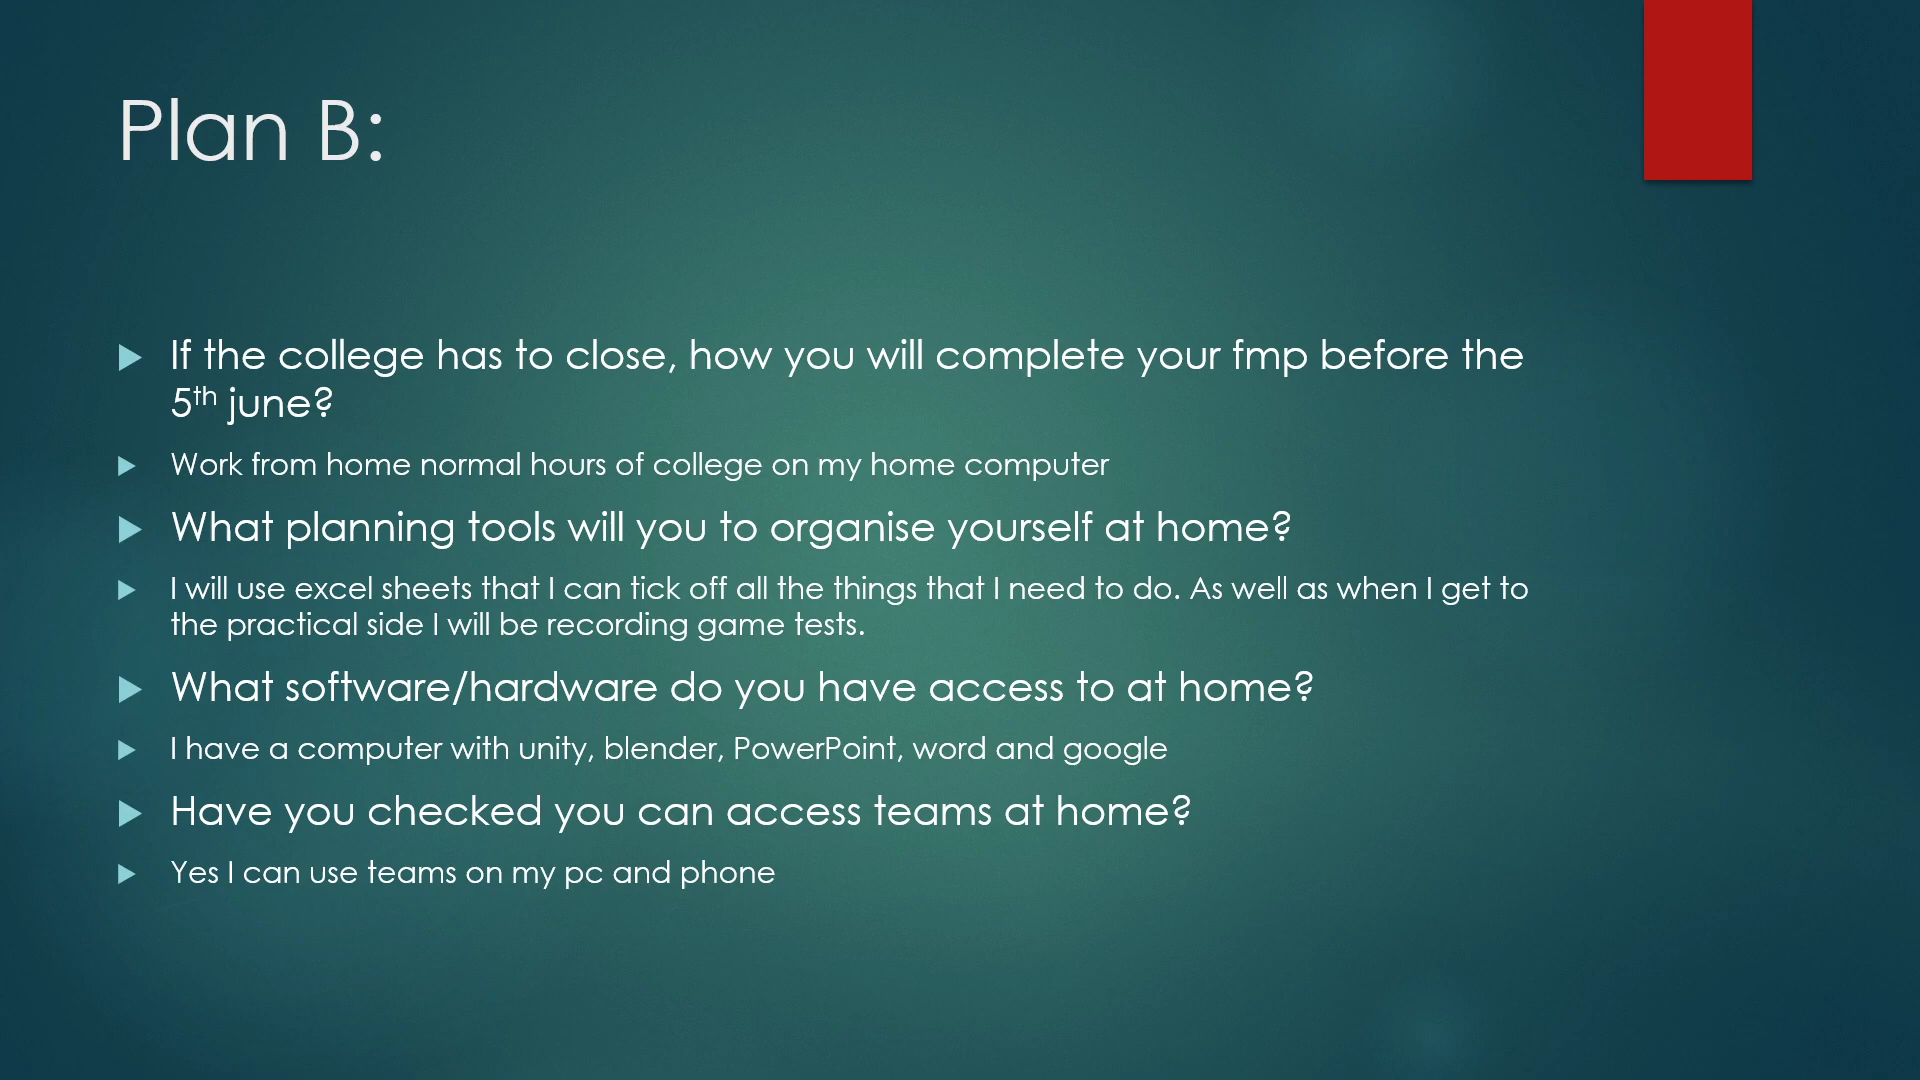 Plan B:
If the college has to close, how you will complete your fmp before the
5th june?
Work from home normal hours of college on my home computer
What planning tools will you to organise yourself at home?
I will use excel sheets that I can tick off all the things that I need to do. As well as when I get to
the practical side I will be recording game tests.
What software/hardware do you have access to at home?
I have a computer with unity, blender, PowerPoint, word and google
Have you checked you can access teams at home?
Yes I can use teams on my pc and phone